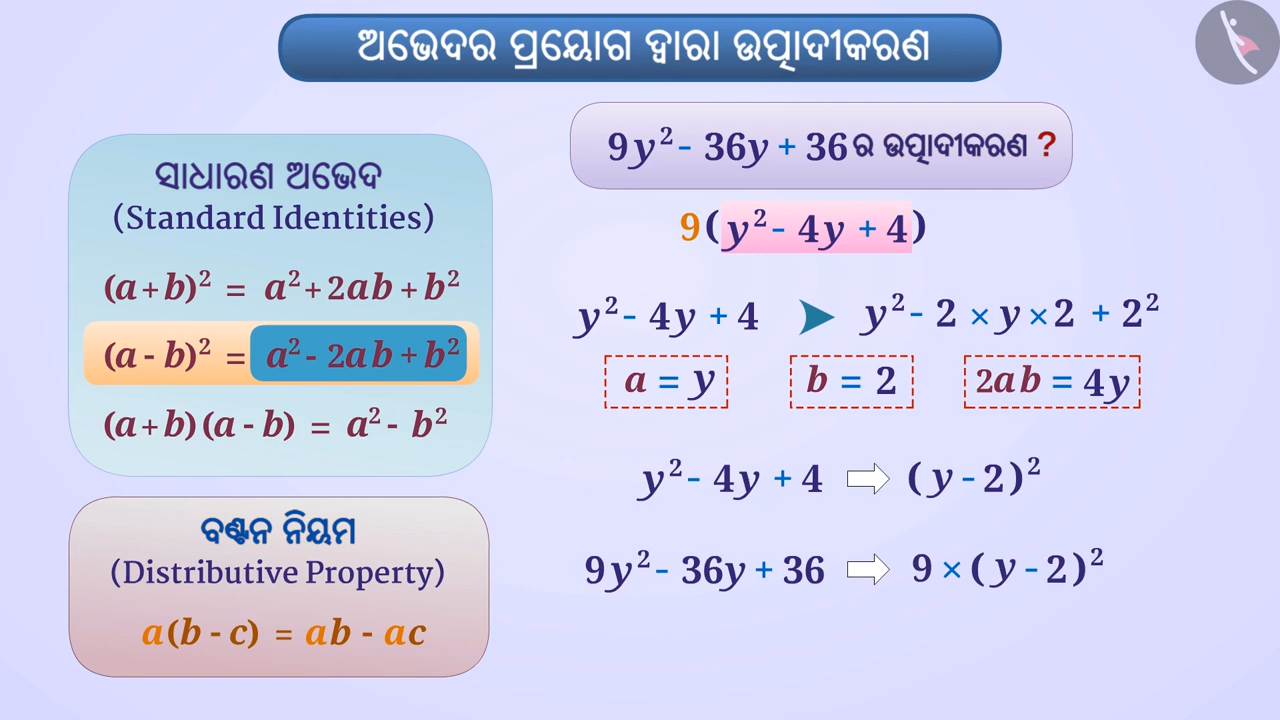 ଅଭେଦର ପ୍ରୟୋଗ ଦ୍ୱାରା ଉତ୍ପାଦୀକରଣ
ସାଧାରଣ ଅଭେଦ
(Standard Identities)
(a+b)² = a²+2ab+b²
(a-b)² = a²-2ab+b²
(a+b)(a-b) = a²-b²
ବଣ୍ଟନ ନିୟମ
(Distributive Property)
a(b-c) = ab - ac
9y²- 36y + 36 ର ଉତ୍ପାଦୀକରଣ ?
9(y²- 4y + 4)
y²- 4y + 4 ➤ y²- 2 × y × 2 + 2²
a = y b = 2 2ab = 4y
y²- 4y + 4 ⇨ (y - 2)²
9y²- 36y + 36 ⇨ 9 × (y - 2)²